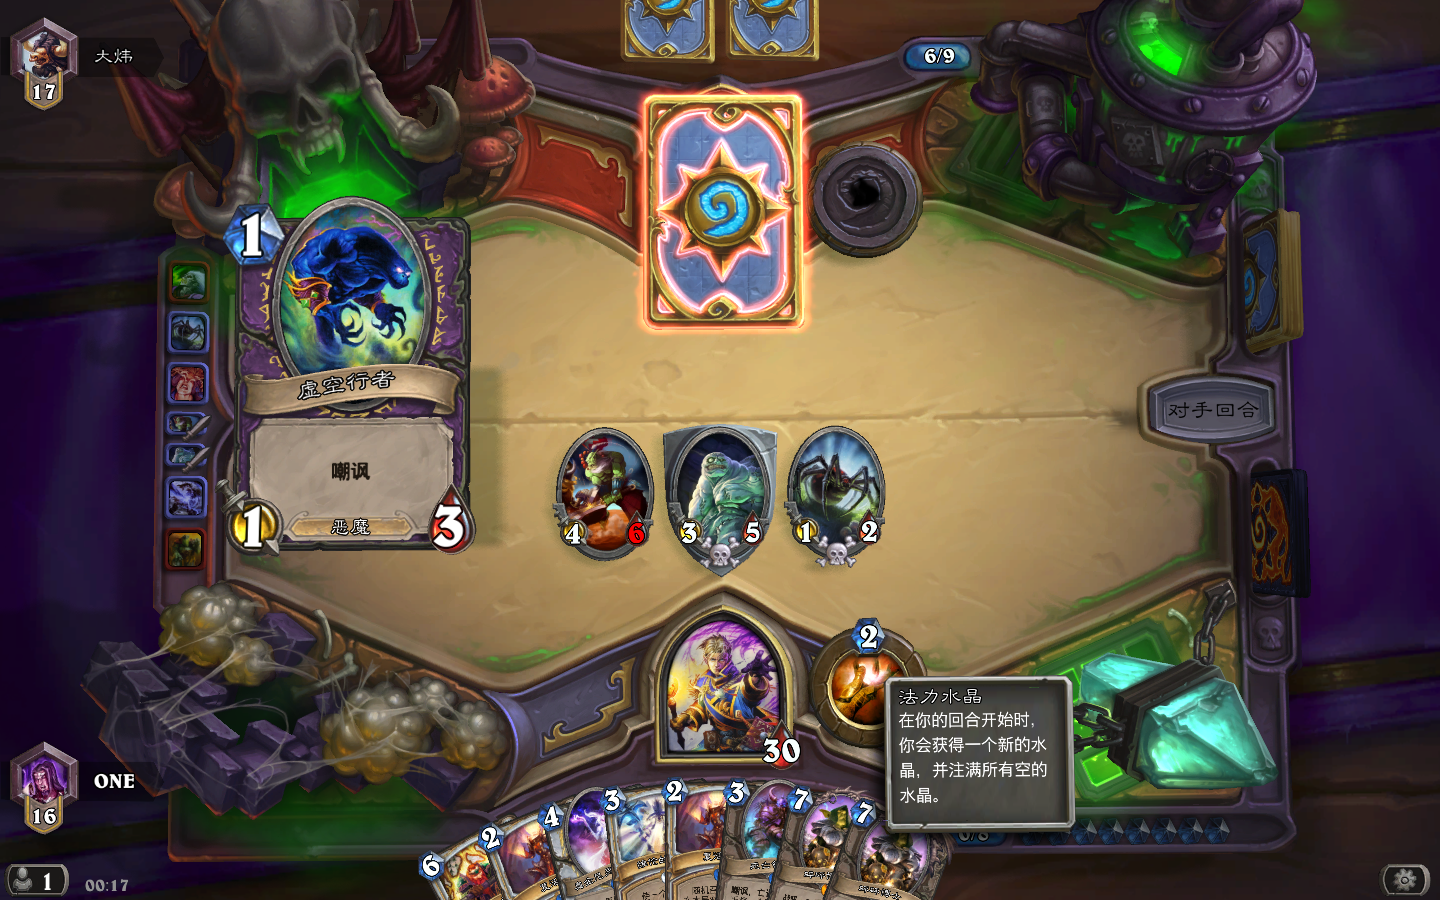 大炜
17
6/9
1
虚空行者
嘲讽
1
恶魔
3
对手回合
4
6
3
5
1
2
2
法力水晶
在你的回合开始时，
你会获得一个新的水
晶，并注满所有空的
水晶。
30
ONE
16
6
2
4
3
2
3
7
7
1
00:17